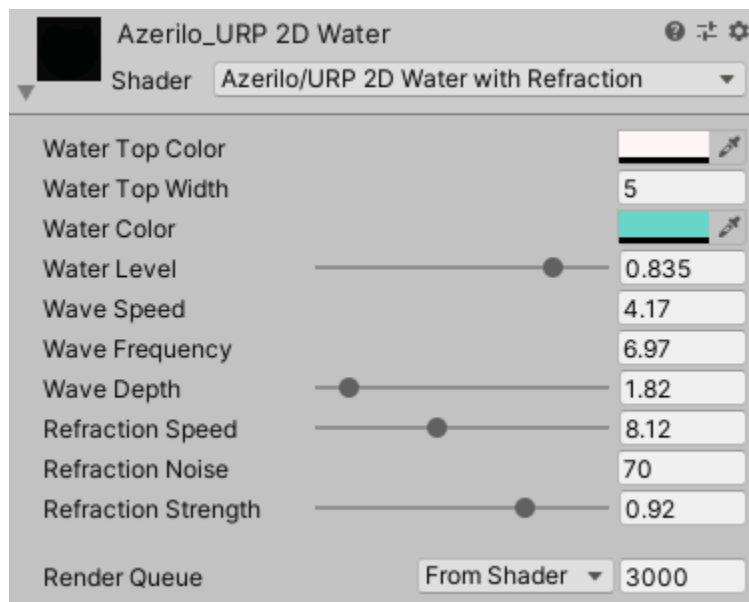 Azerilo_URP 2D Water
Shader Azerilo/URP 2D Water with Refraction
Water Top Color
Water Top Width 5
Water Color
Water Level 0.835
Wave Speed 4.17
Wave Frequency 6.97
Wave Depth 1.82
Refraction Speed 8.12
Refraction Noise 70
Refraction Strength 0.92
Render Queue From Shader 3000